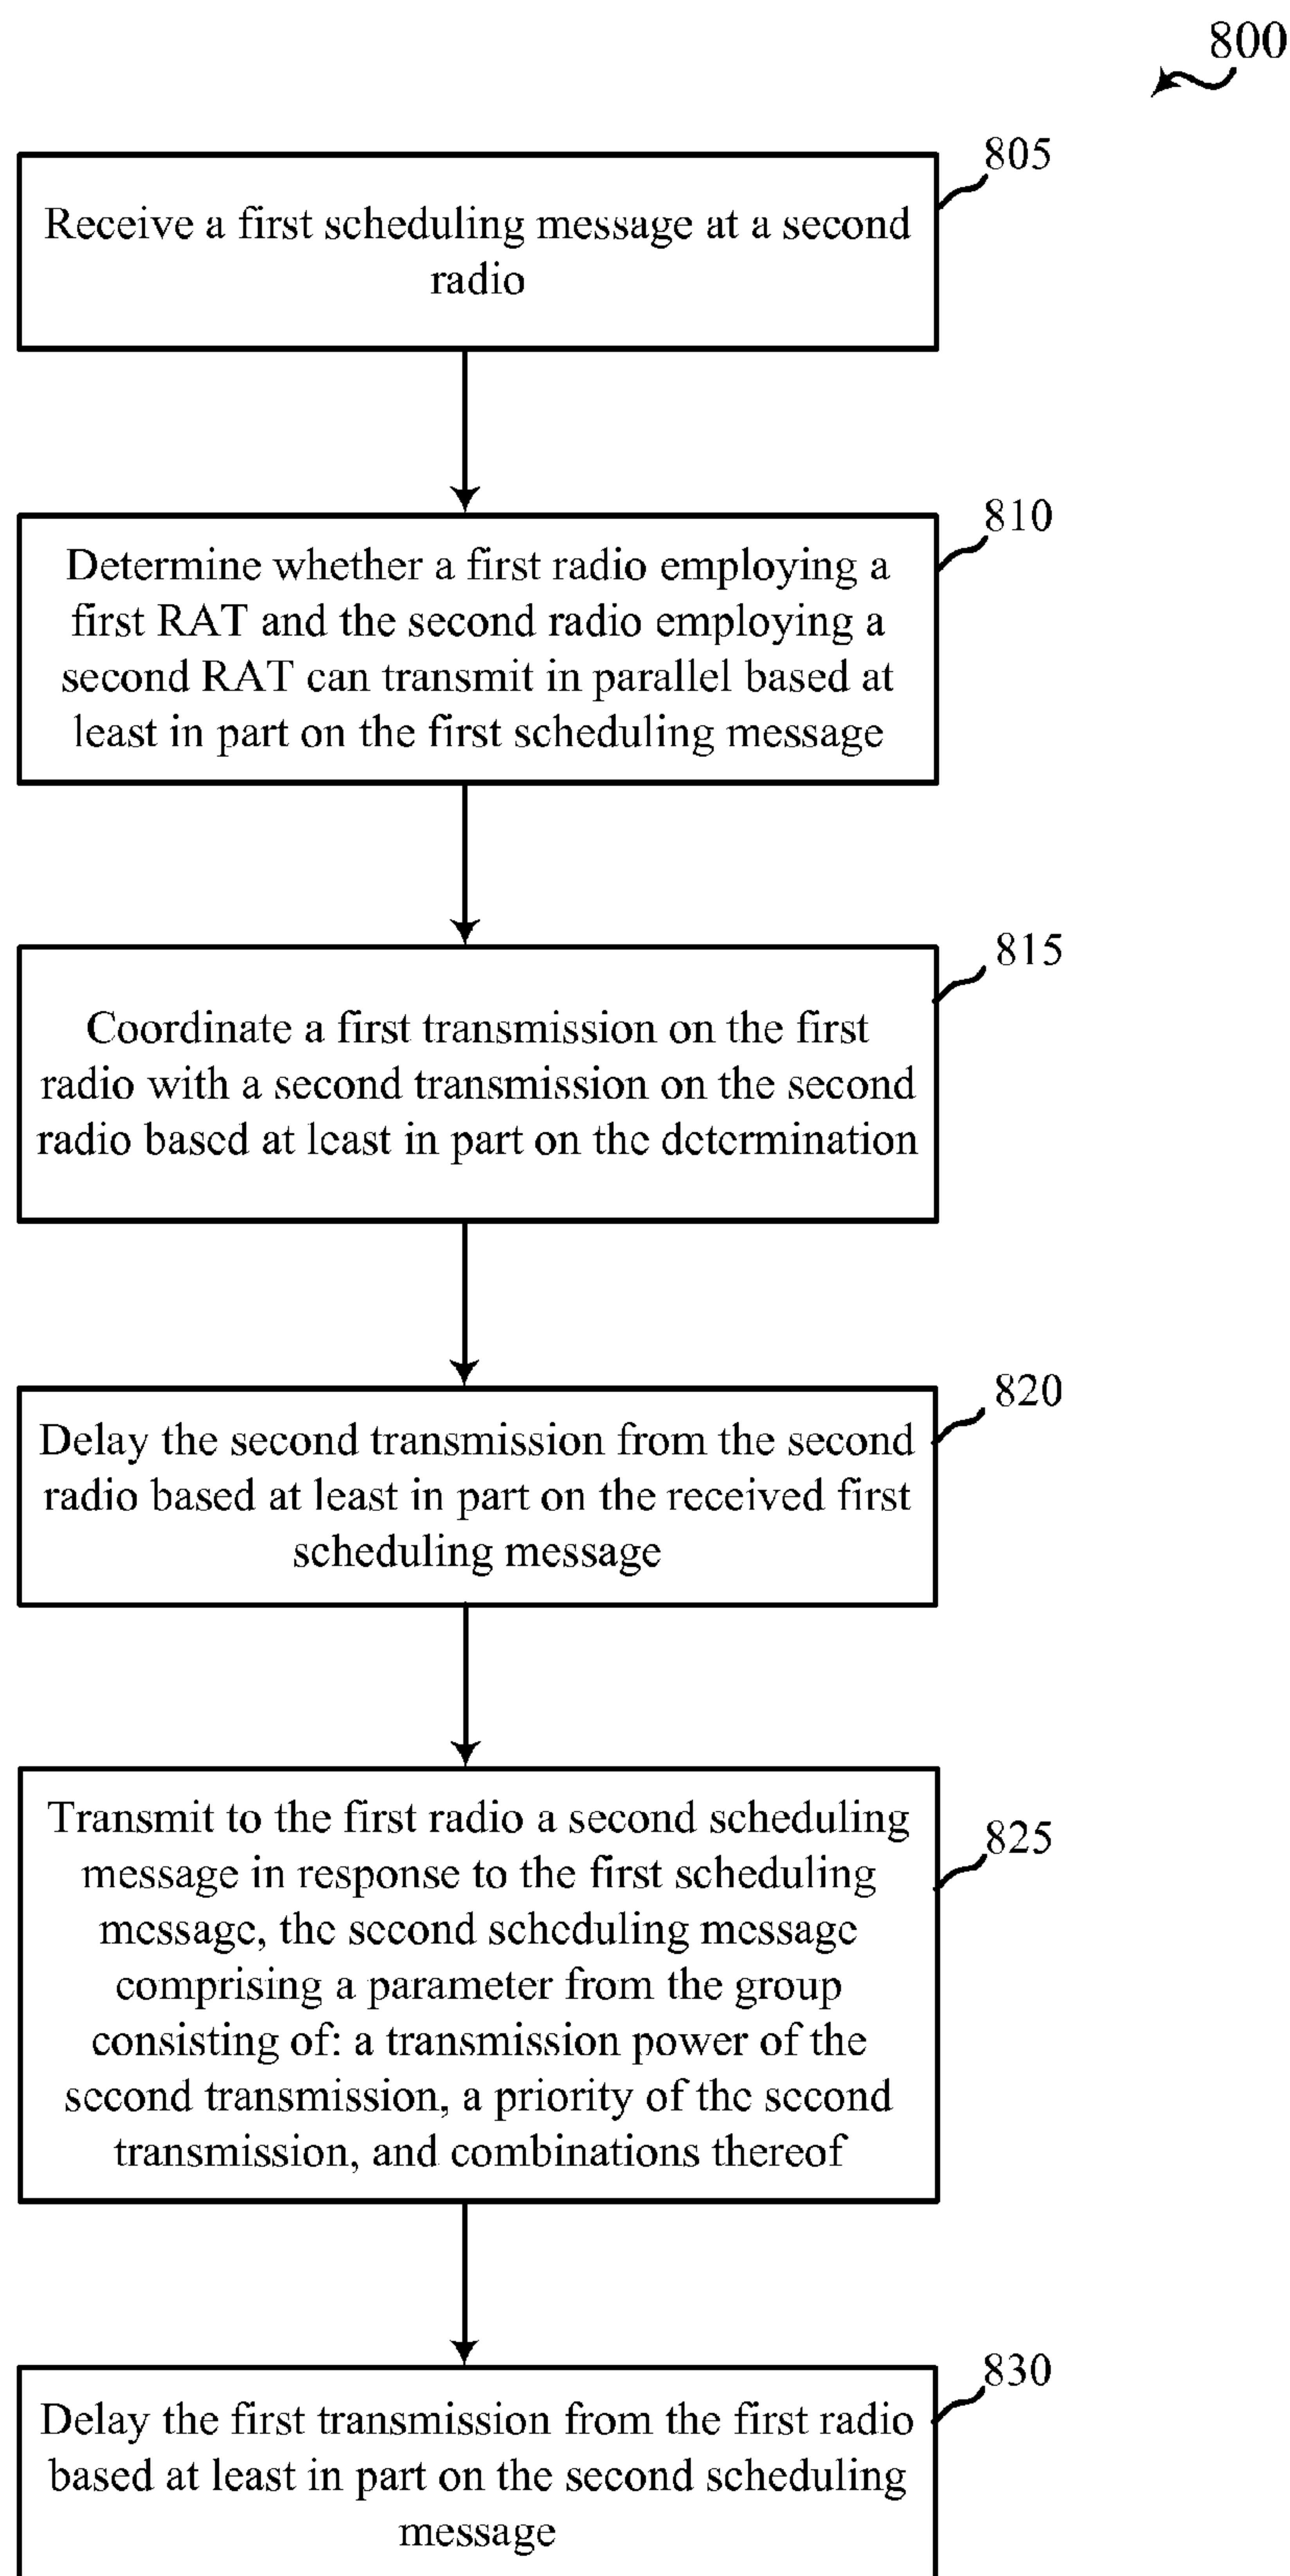 800
805
Receive a first scheduling message at a second
radio
810
Determine whether a first radio employing a
first RAT and the second radio employing a
second RAT can transmit in parallel based at
least in part on the first scheduling message
815
Coordinate a first transmission on the first
radio with a second transmission on the second
radio based at least in part on the determination
820
Delay the second transmission from the second
radio based at least in part on the received first
scheduling message
825
Transmit to the first radio a second scheduling
message in response to the first scheduling
message, the second scheduling message
comprising a parameter from the group
consisting of: a transmission power of the
second transmission, a priority of the second
transmission, and combinations thereof
830
Delay the first transmission from the first radio
based at least in part on the second scheduling
message